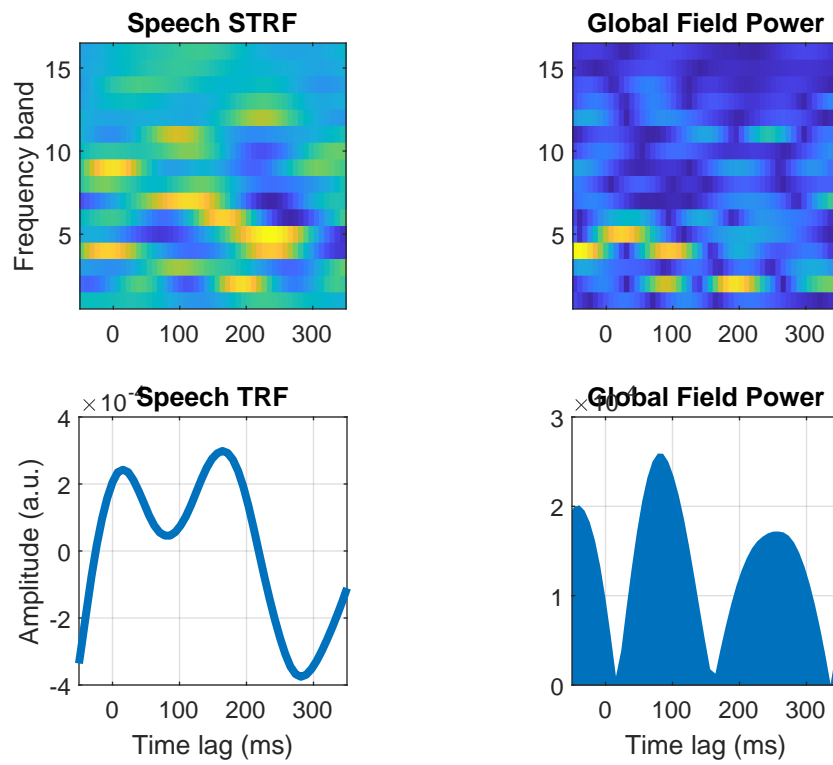 Speech STRF
Frequency band
15
10
5
0 100 200 300
Global Field Power
15
10
5
0 100 200 300
Speech TRF
× 10-4
Amplitude (a.u.)
4
2
0
-2
-4
0 100 200 300
Time lag (ms)
Global Field Power
3
2
1
0
0 100 200 300
Time lag (ms)